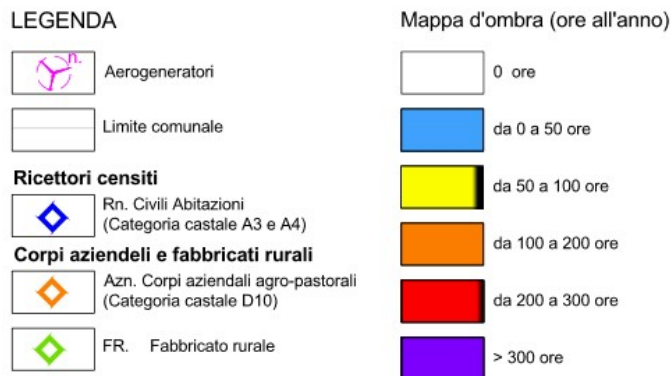 LEGENDA
n.
Aerogeneratori
Limite comunale
Ricettori censiti
Rn. Civili Abitazioni
(Categoria castale A3 e A4)
Corpi aziendeli e fabbricati rurali
Azn. Corpi aziendali agro-pastorali
(Categoria castale D10)
FR. Fabbricato rurale
Mappa d'ombra (ore all'anno)
0 ore
da 0 a 50 ore
da 50 a 100 ore
da 100 a 200 ore
da 200 a 300 ore
> 300 ore